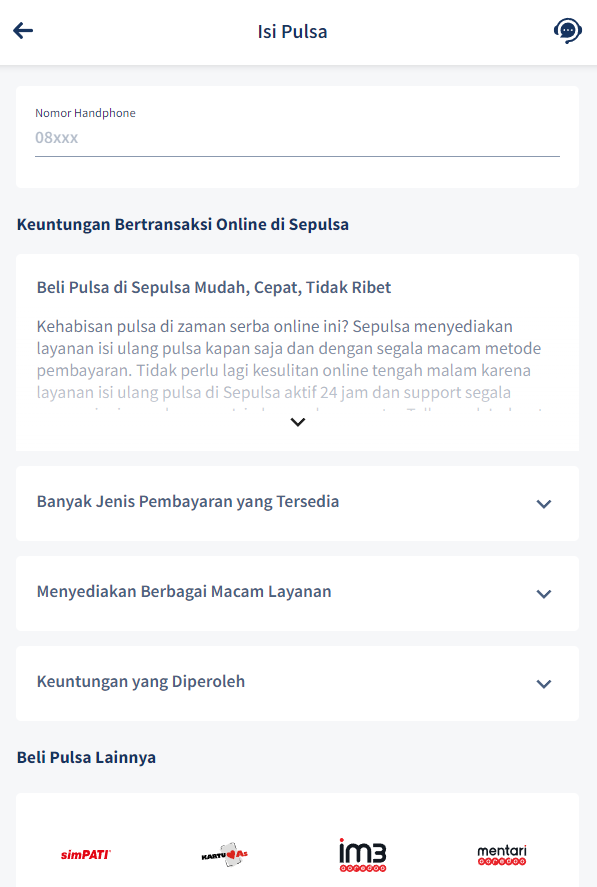 Isi Pulsa
Nomor Handphone
08xxx
Keuntungan Bertransaksi Online di Sepulsa
Beli Pulsa di Sepulsa Mudah, Cepat, Tidak Ribet
Kehabisan pulsa di zaman serba online ini? Sepulsa menyediakan
layanan isi ulang pulsa kapan saja dan dengan segala macam metode
pembayaran. Tidak perlu lagi kesulitan online tengah malam karena
layanan isi ulang pulsa di Sepulsa aktif 24 jam dan support segala
Banyak Jenis Pembayaran yang Tersedia
Menyediakan Berbagai Macam Layanan
Keuntungan yang Diperoleh
Beli Pulsa Lainnya
simPATI
KARTU As
im3
ooredoo
mentari
ooredoo